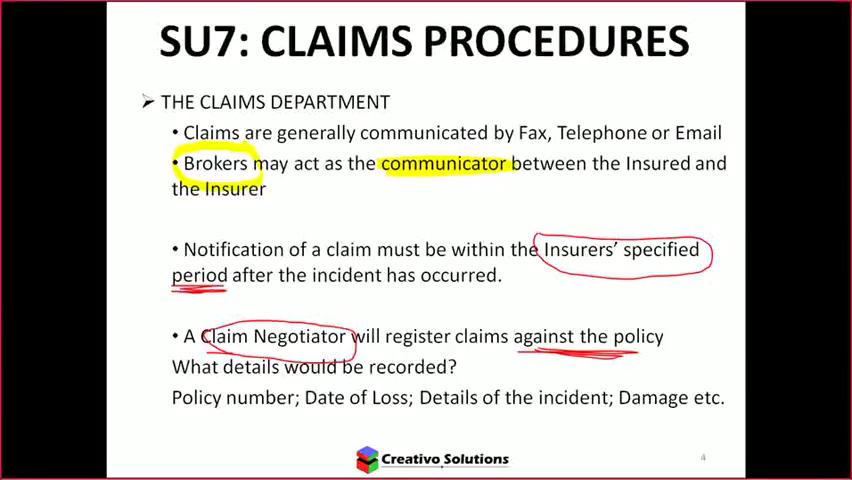 SU7: CLAIMS PROCEDURES
➢ THE CLAIMS DEPARTMENT
• Claims are generally communicated by Fax, Telephone or Email
• Brokers may act as the communicator between the Insured and
the Insurer
• Notification of a claim must be within the Insurers’ specified
period after the incident has occurred.
• A Claim Negotiator will register claims against the policy
What details would be recorded?
Policy number; Date of Loss; Details of the incident; Damage etc.
Creativo Solutions
4